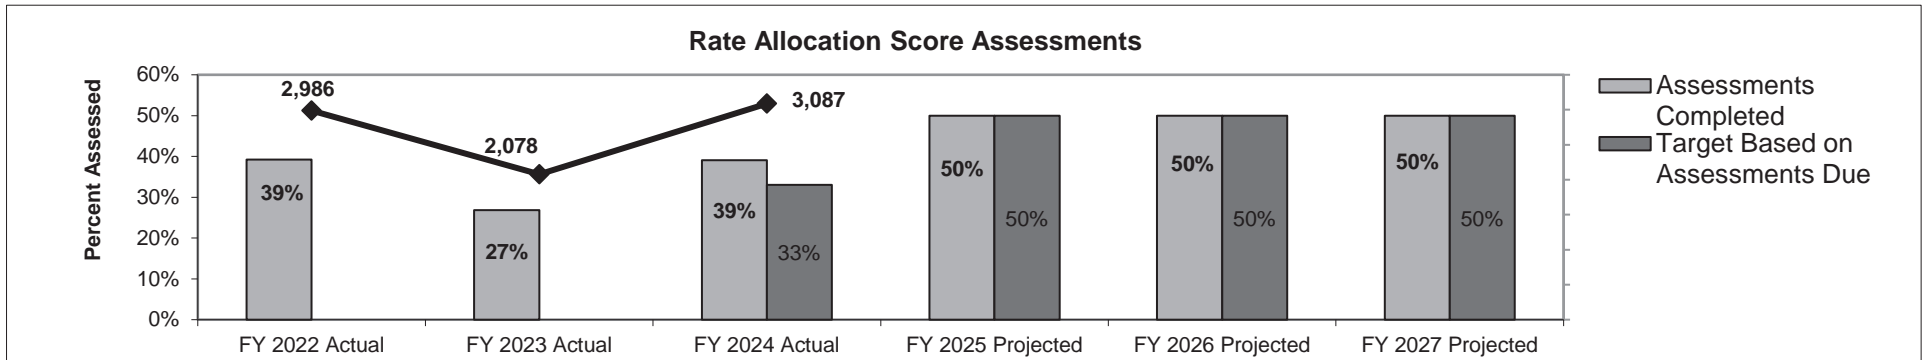 Rate Allocation Score Assessments
Percent Assessed
60%
50%
40%
30%
20%
10%
0%
2,986
2,078
3,087
39%
27%
39%
33%
50%
50%
50%
50%
50%
50%
FY 2022 Actual
FY 2023 Actual
FY 2024 Actual
FY 2025 Projected
FY 2026 Projected
FY 2027 Projected
Assessments
Completed
Target Based on
Assessments Due